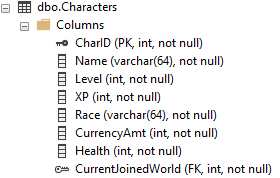 dbo.Characters
Columns
CharID (PK, int, not null)
Name (varchar(64), not null)
Level (int, not null)
XP (int, not null)
Race (varchar(64), not null)
CurrencyAmt (int, not null)
Health (int, not null)
CurrentJoinedWorld (FK, int, not null)